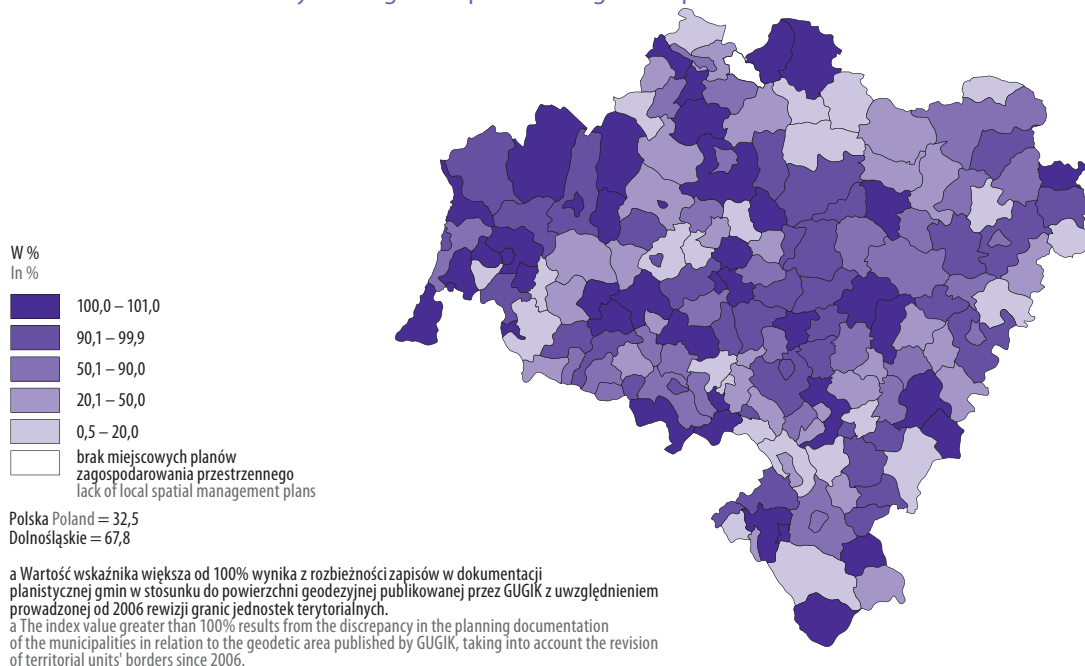 W %
In %
100,0 – 101,0
90,1 – 99,9
50,1 – 90,0
20,1 – 50,0
0,5 – 20,0
brak miejscowych planów
zagospodarowania przestrzennego
lack of local spatial management plans
Polska Poland = 32,5
Dolnośląskie = 67,8
a Wartość wskaźnika większa od 100% wynika z rozbieżności zapisów w dokumentacji
planistycznej gmin w stosunku do powierzchni geodezyjnej publikowanej przez GUGIK z uwzględnieniem
prowadzonej od 2006 rewizji granic jednostek terytorialnych.
a The index value greater than 100% results from the discrepancy in the planning documentation
of the municipalities in relation to the geodetic area published by GUGIK, taking into account the revision
of territorial units' borders since 2006.